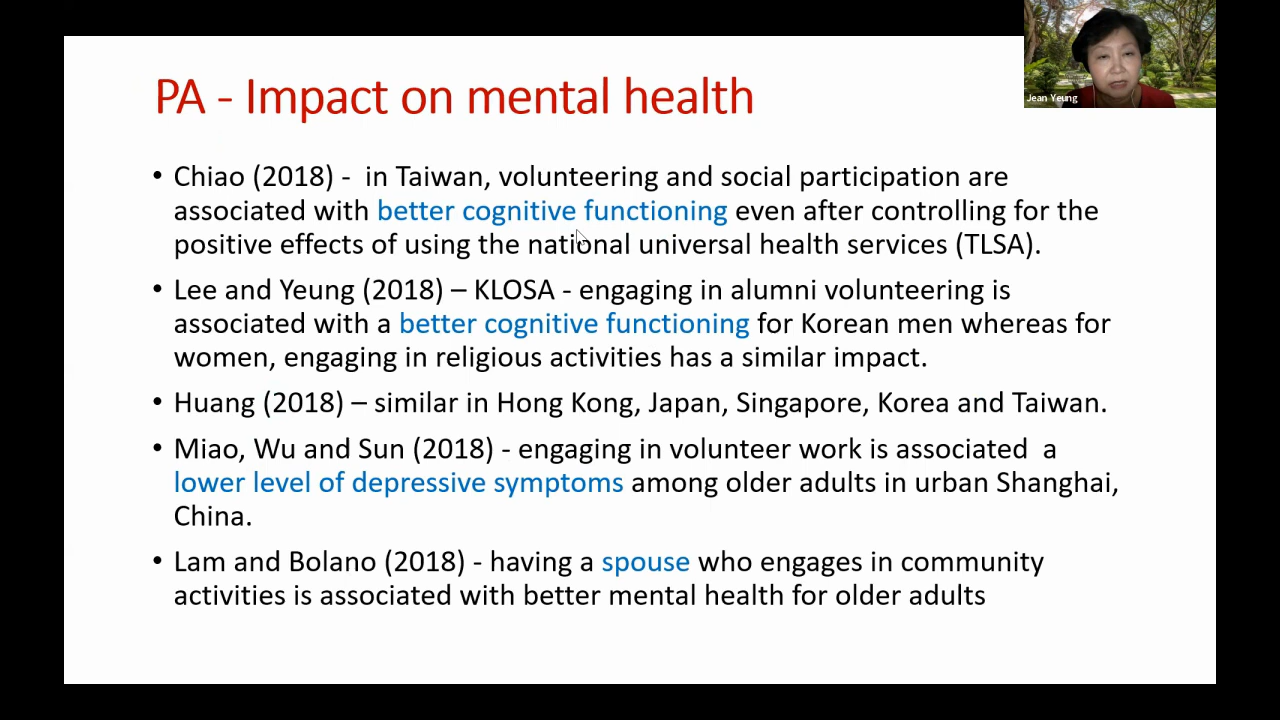 PA - Impact on mental health
Jean Yeung
• Chiao (2018) -  in Taiwan, volunteering and social participation are
associated with better cognitive functioning even after controlling for the
positive effects of using the national universal health services (TLSA).
• Lee and Yeung (2018) – KLOSA - engaging in alumni volunteering is
associated with a better cognitive functioning for Korean men whereas for
women, engaging in religious activities has a similar impact.
• Huang (2018) – similar in Hong Kong, Japan, Singapore, Korea and Taiwan.
• Miao, Wu and Sun (2018) - engaging in volunteer work is associated  a
lower level of depressive symptoms among older adults in urban Shanghai,
China.
• Lam and Bolano (2018) - having a spouse who engages in community
activities is associated with better mental health for older adults